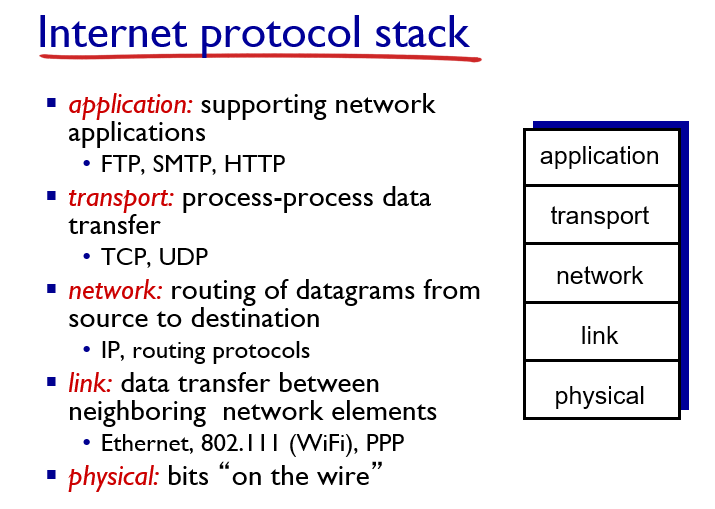 Internet protocol stack
▪ application: supporting network
applications
• FTP, SMTP, HTTP
▪ transport: process-process data
transfer
• TCP, UDP
▪ network: routing of datagrams from
source to destination
• IP, routing protocols
▪ link: data transfer between
neighboring network elements
• Ethernet, 802.111 (WiFi), PPP
▪ physical: bits “on the wire”
application
transport
network
link
physical